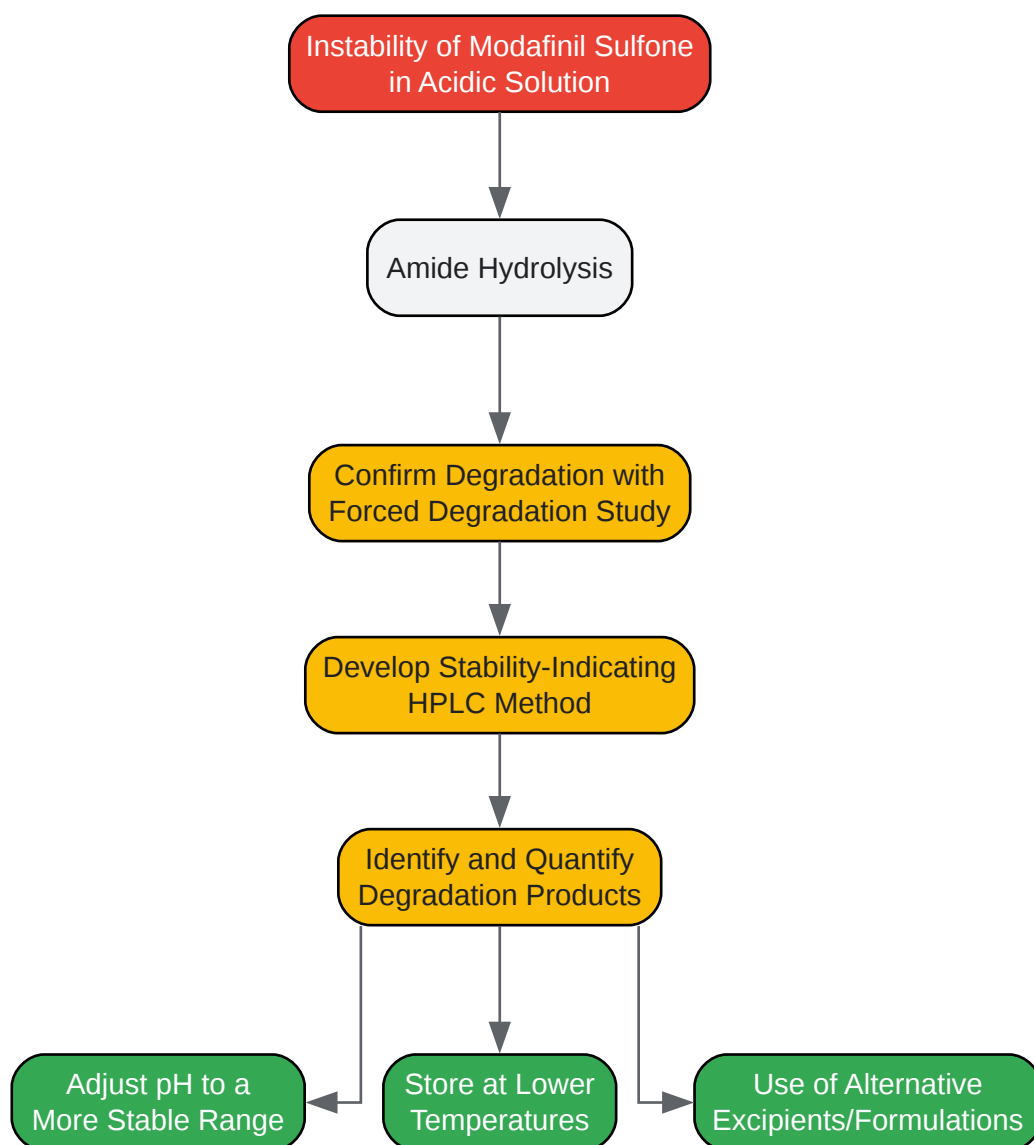 Instability of Modafinil Sulfone
in Acidic Solution
Amide Hydrolysis
Confirm Degradation with
Forced Degradation Study
Develop Stability-Indicating
HPLC Method
Identify and Quantify
Degradation Products
Adjust pH to a
More Stable Range
Store at Lower
Temperatures
Use of Alternative
Excipients/Formulations